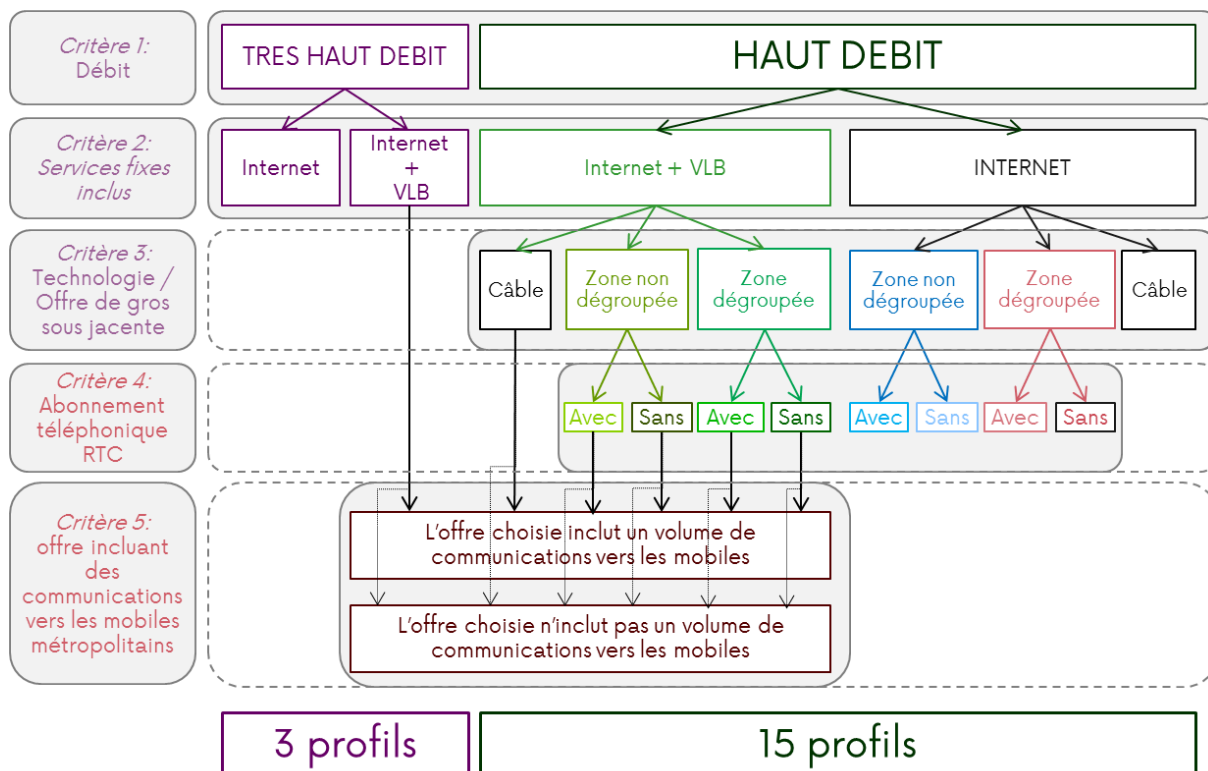 Critère 1:
Débit
TRES HAUT DEBIT
HAUT DEBIT
Critère 2:
Services fixes
inclus
Internet
Internet
+
VLB
Internet + VLB
INTERNET
Critère 3:
Technologie /
Offre de gros
sous jacente
Câble
Zone non
dégroupée
Zone
dégroupée
Zone non
dégroupée
Zone
dégroupée
Câble
Critère 4:
Abonnement
téléphonique
RTC
Avec
Sans
Avec
Sans
Avec
Sans
Avec
Sans
Critère 5:
offre incluant
des
communications
vers les mobiles
métropolitains
L'offre choisie inclut un volume de
communications vers les mobiles
L'offre choisie n'inclut pas un volume de
communications vers les mobiles
3 profils
15 profils